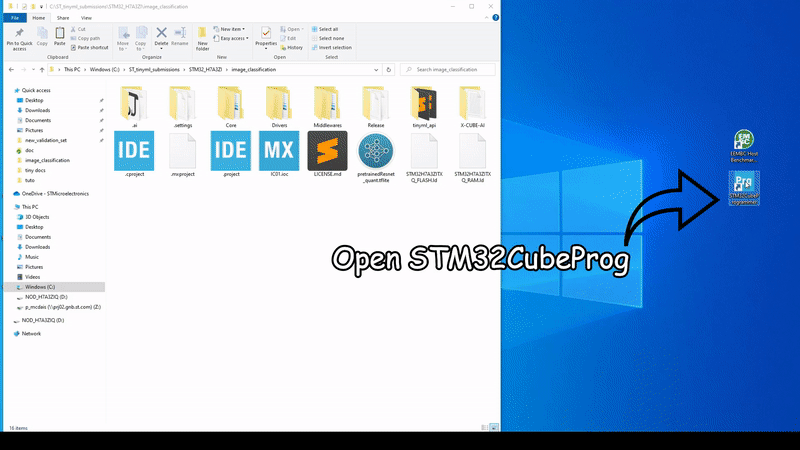 C:\ST_tinyml_submissions\STM32_H7A3ZI\image_classification
File Home Share View
Pin to Quick access
Copy
Paste
Cut
Copy path
Paste shortcut
Clipboard
Move to
Copy to
Delete
Rename
Organize
New folder
New item
Easy access
New
Properties
Open
Edit
History
Open
Select all
Select none
Invert selection
Select
This PC > Windows (C:) > ST_tinyml_submissions > STM32_H7A3ZI > image_classification
Search image_classification
Quick access
Desktop
Downloads
Documents
Pictures
new_validation_set
doc
image_classification
tiny docs
tuto
OneDrive - STMicroelectronics
This PC
3D Objects
Desktop
Documents
Downloads
Music
Pictures
Videos
Windows (C:)
NOD_H7A3ZIQ (D:)
p_mcdeis (\\prj02.gnb.st.com) (Z:)
NOD_H7A3ZIQ (D:)
Network
.ai
.settings
Core
Drivers
Middlewares
Release
tinyml_api
X-CUBE-AI
IDE
.cproject
.mxproject
IDE
.project
MX
IC01.ioc
LICENSE.md
pretrainedResnet_quant.tflite
STM32H7A3ZITXQ_FLASH.ld
STM32H7A3ZITXQ_RAM.ld
16 items
EEMBC Host Benchmar...
Prg
STM32CubeProgrammer
Open STM32CubeProg